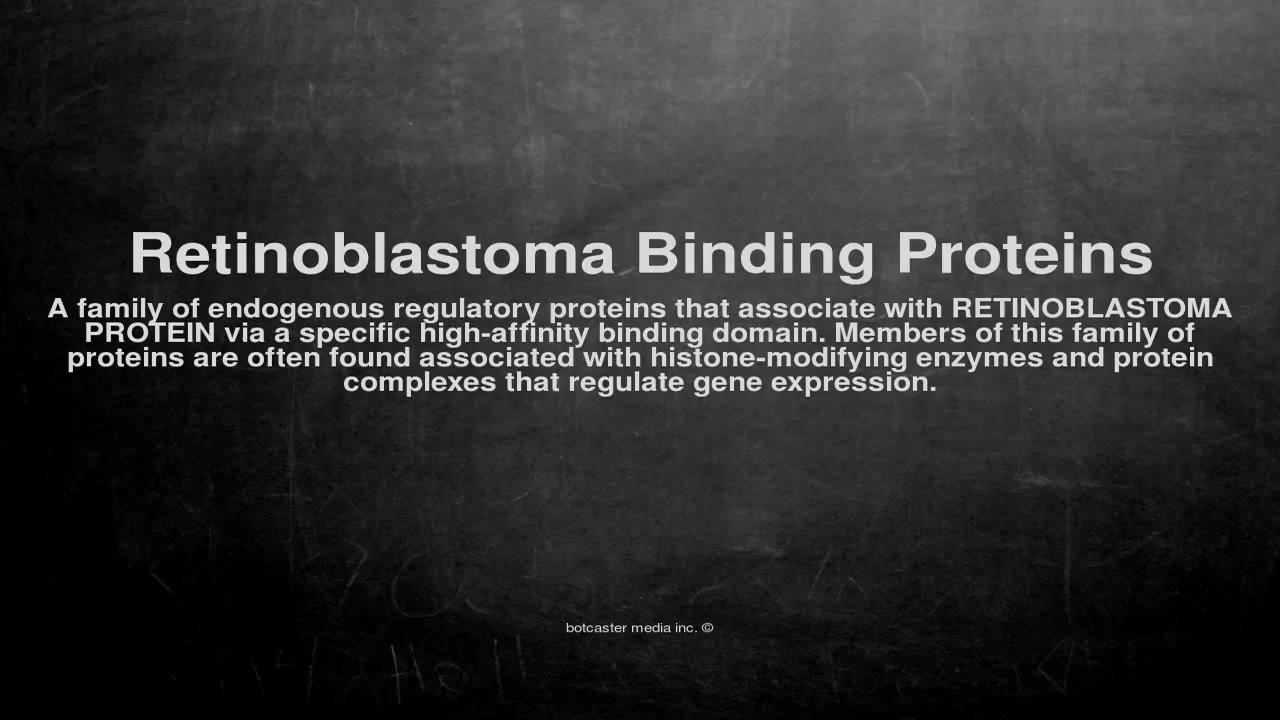 Retinoblastoma Binding Proteins
A family of endogenous regulatory proteins that associate with RETINOBLASTOMA
PROTEIN via a specific high-affinity binding domain. Members of this family of
proteins are often found associated with histone-modifying enzymes and protein
complexes that regulate gene expression.
botcaster media inc. ©